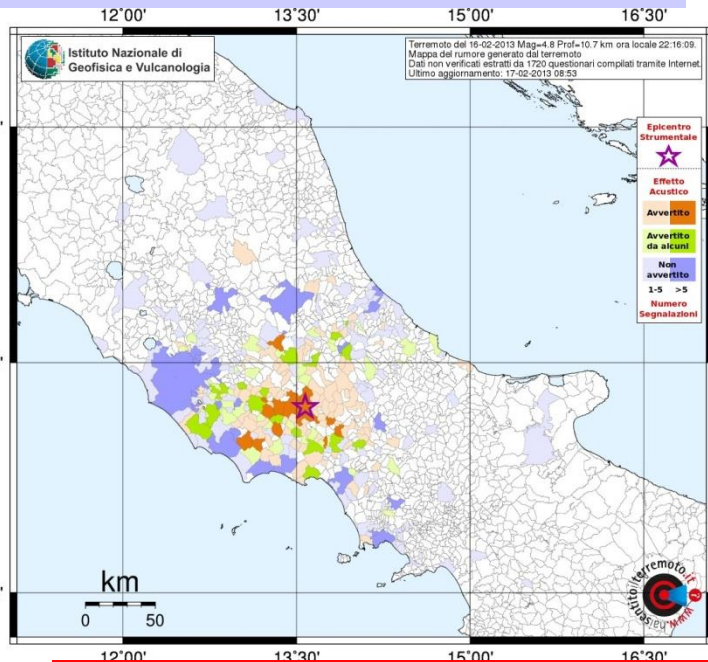 12°00' 13°30' 15°00' 16°30'
Istituto Nazionale di
Geofisica e Vulcanologia
Terremoto del 16-02-2013 Mag=4.8 Prof=10.7 km ora locale 22:16:09.
Mappa del rumore generato dal terremoto
Dati non verificati estratti da 1720 questionari compilati tramite Internet.
Ultimo aggiornamento: 17-02-2013 08:53
Epicentro
Strumentale
Effetto
Acustico
Avvertito
Avvertito
da alcuni
Non
avvertito
1-5 >5
Numero
Segnalazioni
km
0 50
www.haisentitoilterremoto.it
12°00' 13°30' 15°00' 16°30'